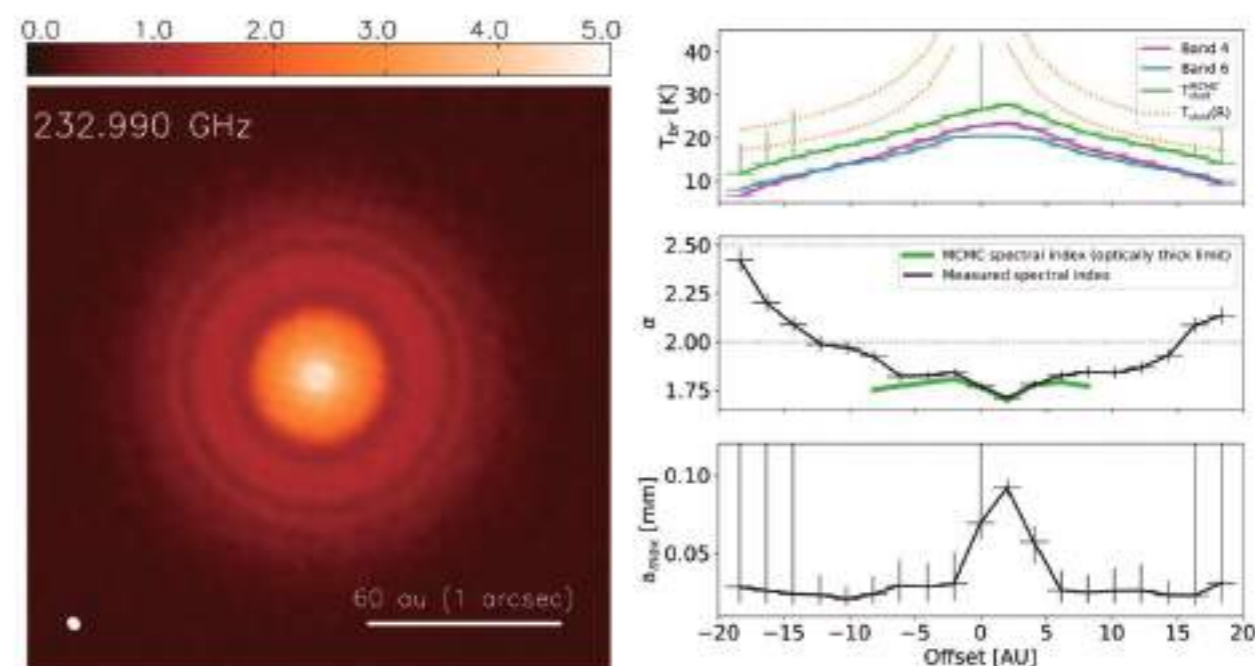 0.0 1.0 2.0 3.0 4.0 5.0
232.990 GHz
60 au (1 arcsec)
40
30
20
10
T_br [K]
Band 4
Band 6
T_dust^MCMC
T_dust(R)
2.50
2.25
2.00
1.75
α
MCMC spectral index (optically thick limit)
Measured spectral index
0.10
0.05
a_max [mm]
−20 −15 −10 −5 0 5 10 15 20
Offset [AU]